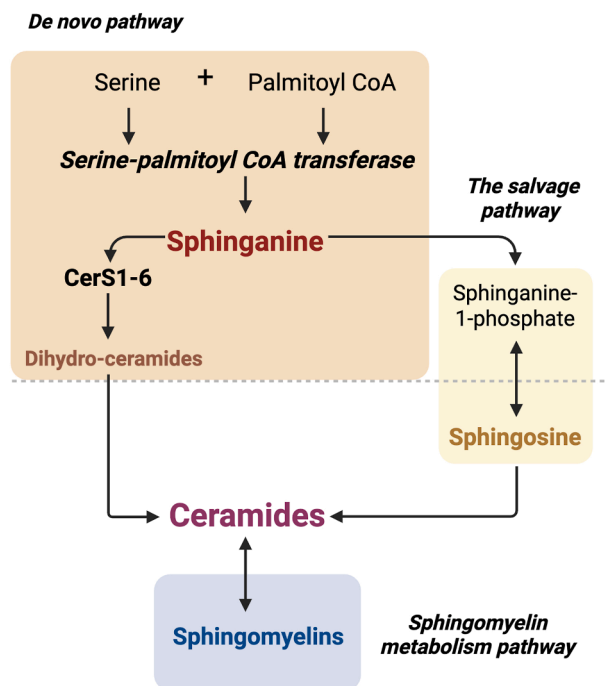 De novo pathway
Serine + Palmitoyl CoA
Serine-palmitoyl CoA transferase
The salvage
pathway
Sphinganine
CerS1-6
Sphinganine-
1-phosphate
Dihydro-ceramides
Sphingosine
Ceramides
Sphingomyelins
Sphingomyelin
metabolism pathway